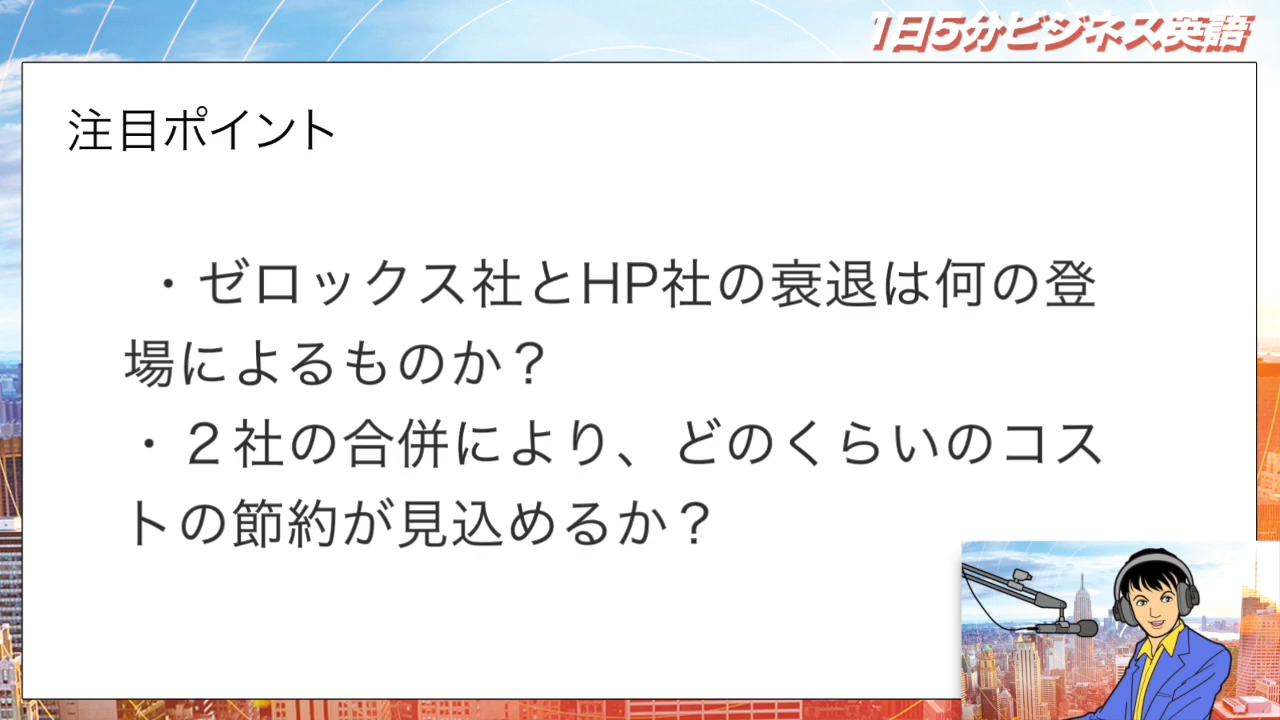 1日5分ビジネス英語
注目ポイント
・ゼロックス社とHP社の衰退は何の登
場によるものか？
・２社の合併により、どのくらいのコス
トの節約が見込めるか？